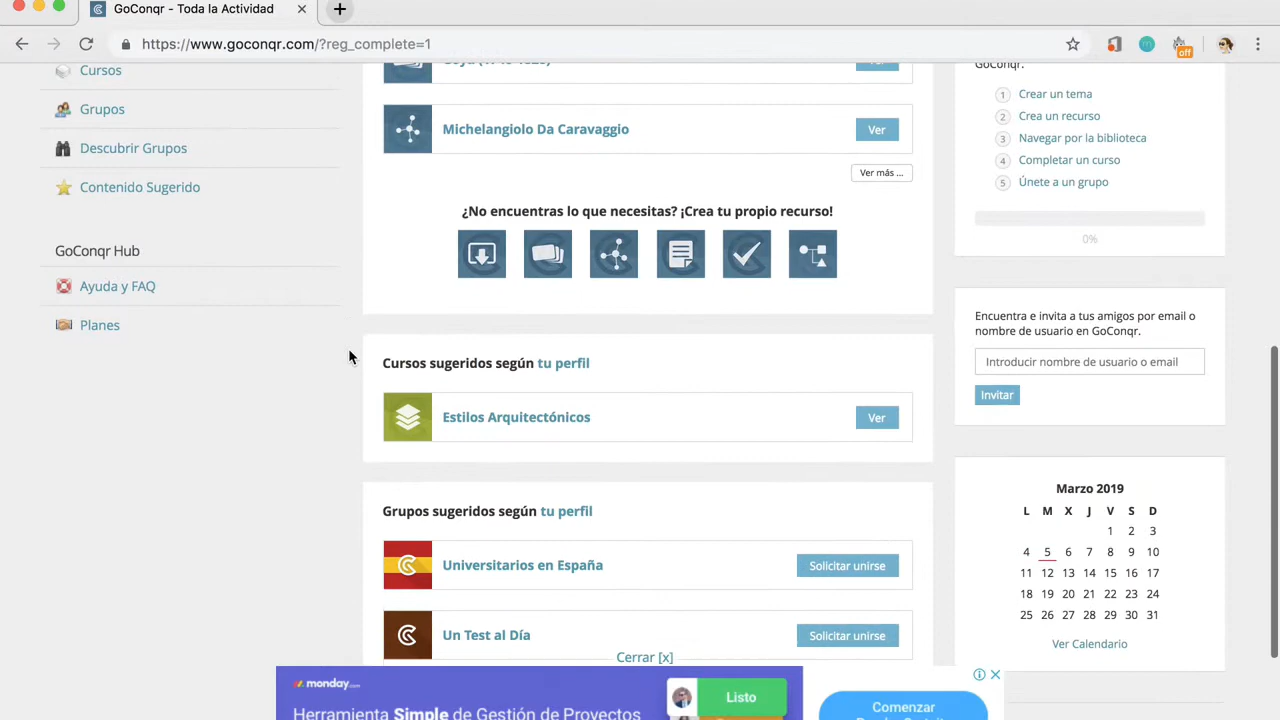 GoConqr - Toda la Actividad
https://www.goconqr.com/?reg_complete=1
off
Cursos
Grupos
Descubrir Grupos
Contenido Sugerido
GoConqr Hub
Ayuda y FAQ
Planes
Michelangiolo Da Caravaggio
Ver
Ver más ...
¿No encuentras lo que necesitas? ¡Crea tu propio recurso!
Cursos sugeridos según tu perfil
Estilos Arquitectónicos
Ver
Grupos sugeridos según tu perfil
Universitarios en España
Solicitar unirse
Un Test al Día
Solicitar unirse
Cerrar [x]
GoConqr.
1 Crear un tema
2 Crea un recurso
3 Navegar por la biblioteca
4 Completar un curso
5 Únete a un grupo
0%
Encuentra e invita a tus amigos por email o
nombre de usuario en GoConqr.
Introducir nombre de usuario o email
Invitar
Marzo 2019
L M X J V S D
1 2 3
4 5 6 7 8 9 10
11 12 13 14 15 16 17
18 19 20 21 22 23 24
25 26 27 28 29 30 31
Ver Calendario
monday.com
Herramienta Simple de Gestión de Proyectos
Listo
Comenzar